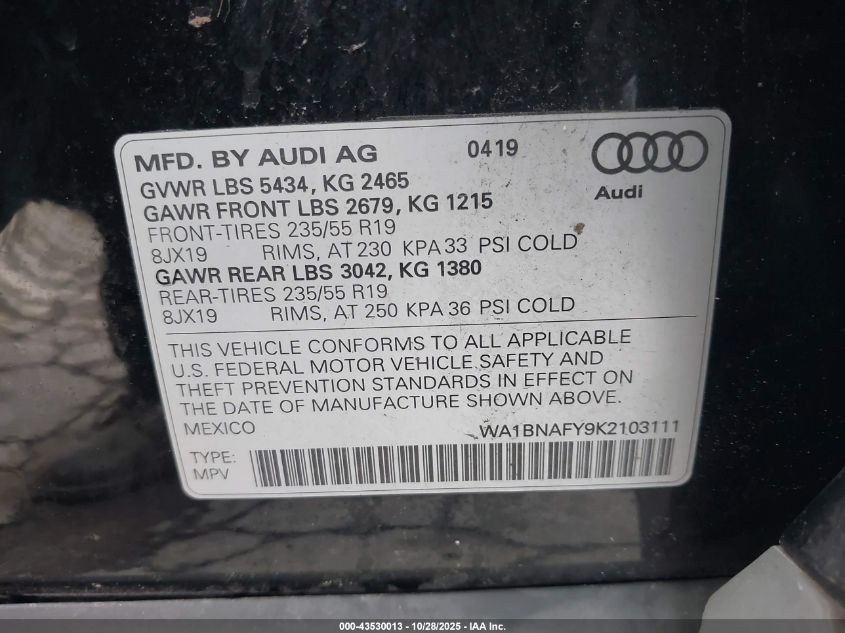 MFD. BY AUDI AG 0419
Audi
GVWR LBS 5434, KG 2465
GAWR FRONT LBS 2679, KG 1215
FRONT-TIRES 235/55 R19
8JX19 RIMS, AT 230 KPA 33 PSI COLD
GAWR REAR LBS 3042, KG 1380
REAR-TIRES 235/55 R19
8JX19 RIMS, AT 250 KPA 36 PSI COLD
THIS VEHICLE CONFORMS TO ALL APPLICABLE
U.S. FEDERAL MOTOR VEHICLE SAFETY AND
THEFT PREVENTION STANDARDS IN EFFECT ON
THE DATE OF MANUFACTURE SHOWN ABOVE.
MEXICO WA1BNAFY9K2103111
TYPE:
MPV
000-43530013 - 10/28/2025 - IAA Inc.